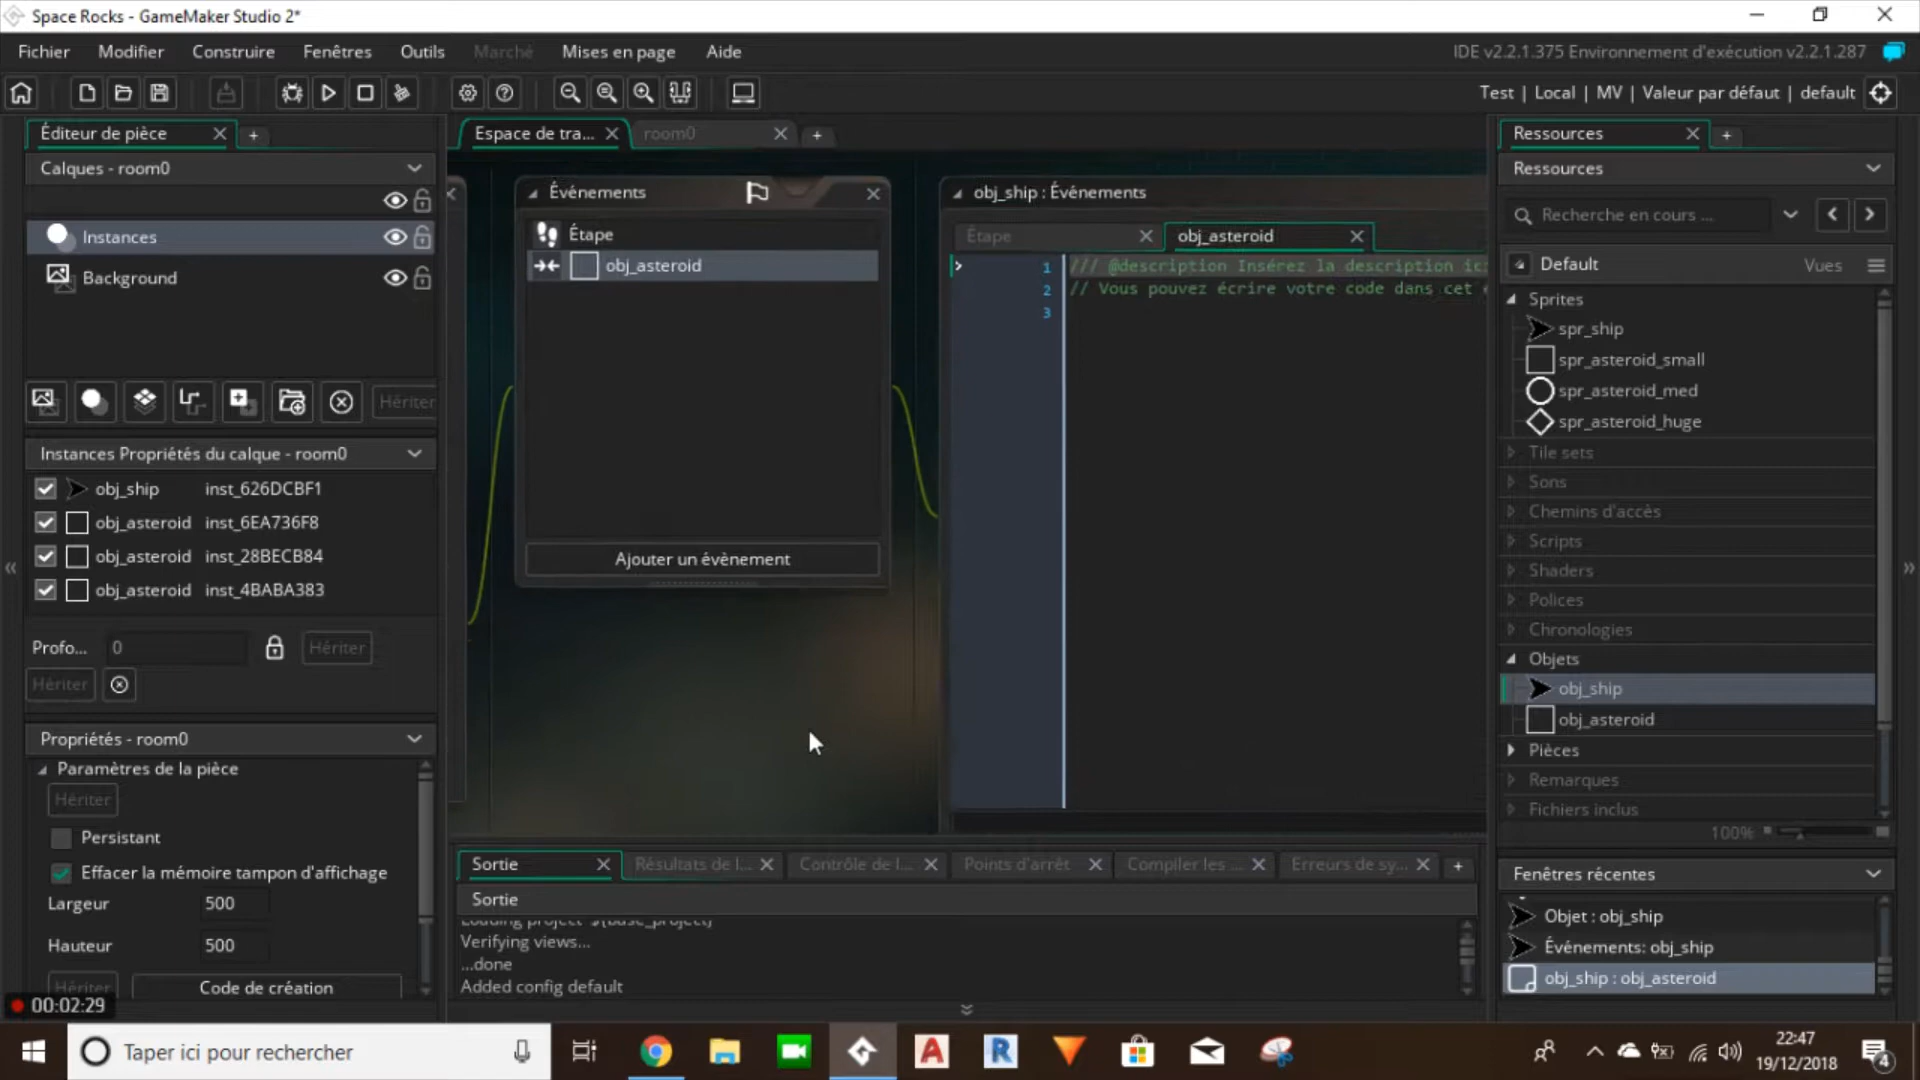 Space Rocks - GameMaker Studio 2*
Fichier Modifier Construire Fenêtres Outils Marché Mises en page Aide
IDE v2.2.1.375 Environnement d'exécution v2.2.1.287
Test | Local | MV | Valeur par défaut | default
Éditeur de pièce
Calques - room0
Instances
Background
Hériter
Instances Propriétés du calque - room0
obj_ship inst_626DCBF1
obj_asteroid inst_6EA736F8
obj_asteroid inst_28BECB84
obj_asteroid inst_4BABA383
Profo... 0 Hériter
Hériter
Propriétés - room0
Paramètres de la pièce
Hériter
Persistant
Effacer la mémoire tampon d'affichage
Largeur 500
Hauteur 500
Hériter Code de création
00:02:29
Espace de tra... room0
Événements
Étape
obj_asteroid
Ajouter un évènement
obj_ship : Événements
Étape obj_asteroid
1 /// @description Insérez la description ici
2 // Vous pouvez écrire votre code dans cet
3
Sortie Résultats de l... Contrôle de l... Points d'arrêt Compiler les ... Erreurs de sy...
Sortie
Loading project ${base_project}
Verifying views...
...done
Added config default
Ressources
Ressources
Recherche en cours ...
Default Vues
Sprites
spr_ship
spr_asteroid_small
spr_asteroid_med
spr_asteroid_huge
Tile sets
Sons
Chemins d'accès
Scripts
Shaders
Polices
Chronologies
Objets
obj_ship
obj_asteroid
Pièces
Remarques
Fichiers inclus
100%
Fenêtres récentes
Objet : obj_ship
Événements: obj_ship
obj_ship : obj_asteroid
Taper ici pour rechercher
22:47
19/12/2018
4